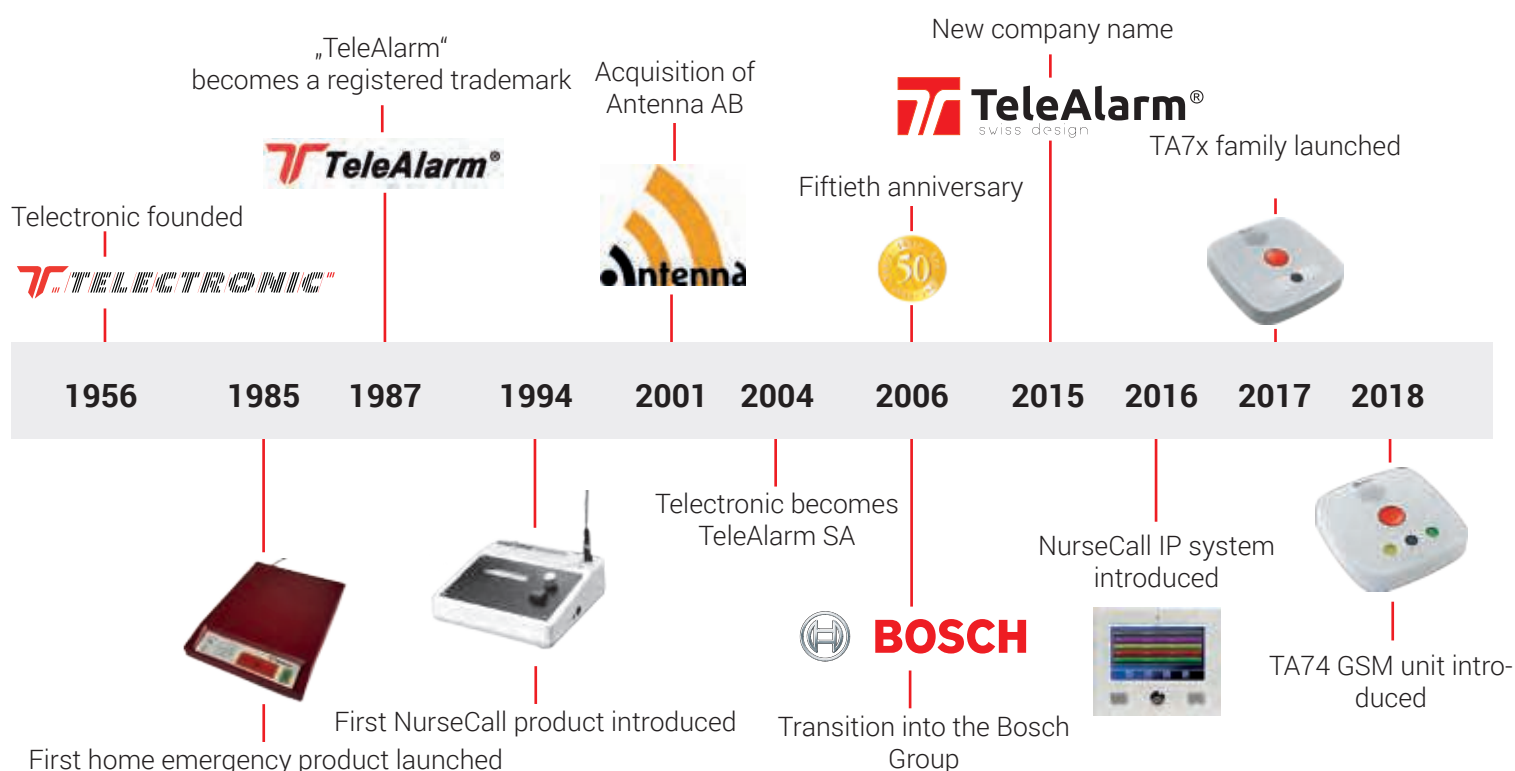 New company name
„TeleAlarm“
becomes a registered trademark
Acquisition of
Antenna AB
TeleAlarm®
swiss design
TA7x family launched
TeleAlarm®
Fiftieth anniversary
Telectronic founded
TELECTRONIC
antenna
50
1956 1985 1987 1994 2001 2004 2006 2015 2016 2017 2018
Telectronic becomes
TeleAlarm SA
NurseCall IP system
introduced
BOSCH
TA74 GSM unit intro-
duced
First NurseCall product introduced
Transition into the Bosch
Group
First home emergency product launched